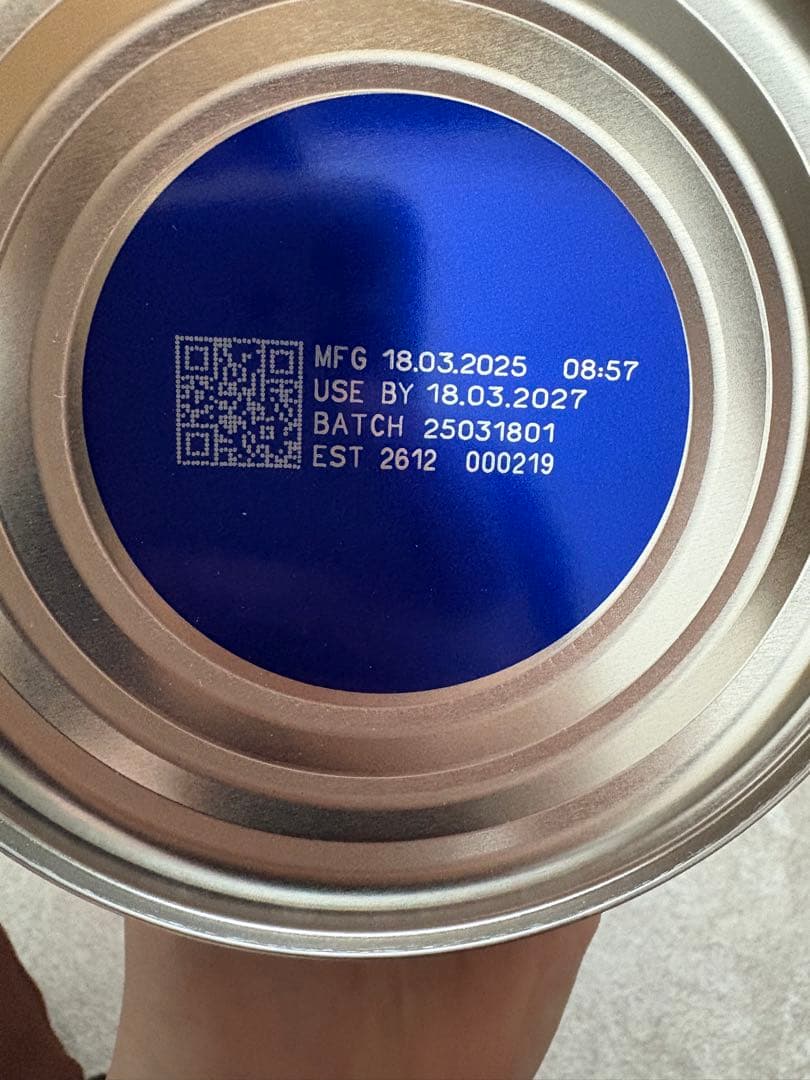 MFG 18.03.2025 08:57
USE BY 18.03.2027
BATCH 25031801
EST 2612 000219